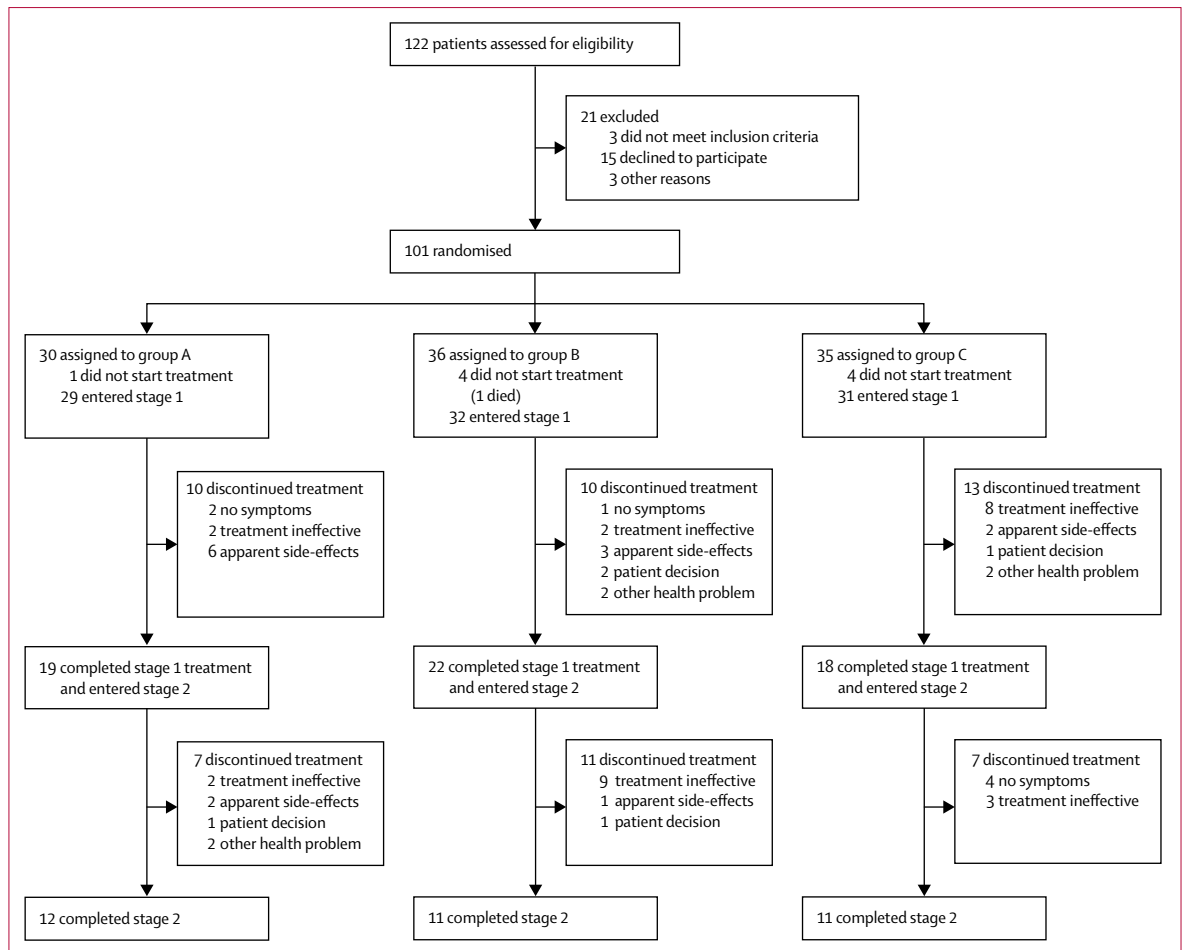 122 patients assessed for eligibility
21 excluded
3 did not meet inclusion criteria
15 declined to participate
3 other reasons
101 randomised
30 assigned to group A
1 did not start treatment
29 entered stage 1
36 assigned to group B
4 did not start treatment
(1 died)
32 entered stage 1
35 assigned to group C
4 did not start treatment
31 entered stage 1
10 discontinued treatment
2 no symptoms
2 treatment ineffective
6 apparent side-effects
10 discontinued treatment
1 no symptoms
2 treatment ineffective
3 apparent side-effects
2 patient decision
2 other health problem
13 discontinued treatment
8 treatment ineffective
2 apparent side-effects
1 patient decision
2 other health problem
19 completed stage 1 treatment
and entered stage 2
22 completed stage 1 treatment
and entered stage 2
18 completed stage 1 treatment
and entered stage 2
7 discontinued treatment
2 treatment ineffective
2 apparent side-effects
1 patient decision
2 other health problem
11 discontinued treatment
9 treatment ineffective
1 apparent side-effects
1 patient decision
7 discontinued treatment
4 no symptoms
3 treatment ineffective
12 completed stage 2
11 completed stage 2
11 completed stage 2